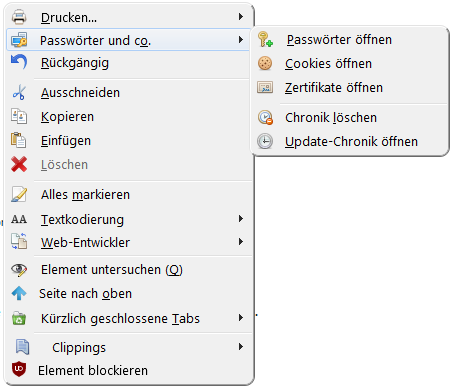 Drucken...
Passwörter und co.
Rückgängig
Ausschneiden
Kopieren
Einfügen
Löschen
Alles markieren
AA Textkodierung
Web-Entwickler
Element untersuchen (Q)
Seite nach oben
Kürzlich geschlossene Tabs
Clippings
Element blockieren
Passwörter öffnen
Cookies öffnen
Zertifikate öffnen
Chronik löschen
Update-Chronik öffnen